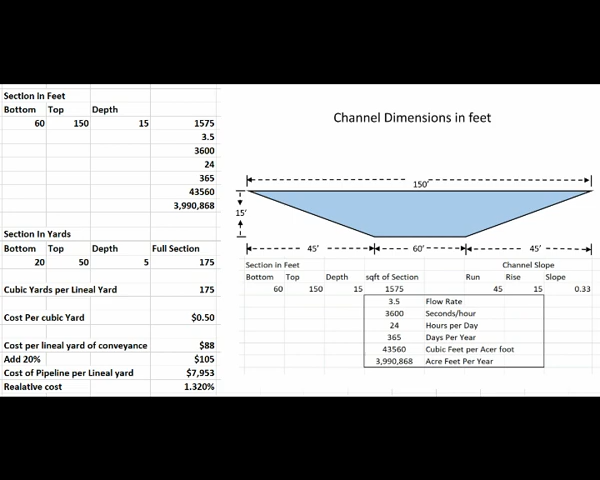 Section in Feet
Bottom Top Depth
60 150 15 1575
3.5
3600
24
365
43560
3,990,868
Section In Yards
Bottom Top Depth Full Section
20 50 5 175
Cubic Yards per Lineal Yard 175
Cost Per cubic Yard $0.50
Cost per lineal yard of conveyance $88
Add 20% $105
Cost of Pipeline per Lineal yard $7,953
Realative cost 1.320%
Channel Dimensions in feet
150'
15'
45' 60' 45'
Section in Feet Channel Slope
Bottom Top Depth sqft of Section Run Rise Slope
60 150 15 1575 45 15 0.33
3.5 Flow Rate
3600 Seconds/hour
24 Hours per Day
365 Days Per Year
43560 Cubic Feet per Acer foot
3,990,868 Acre Feet Per Year